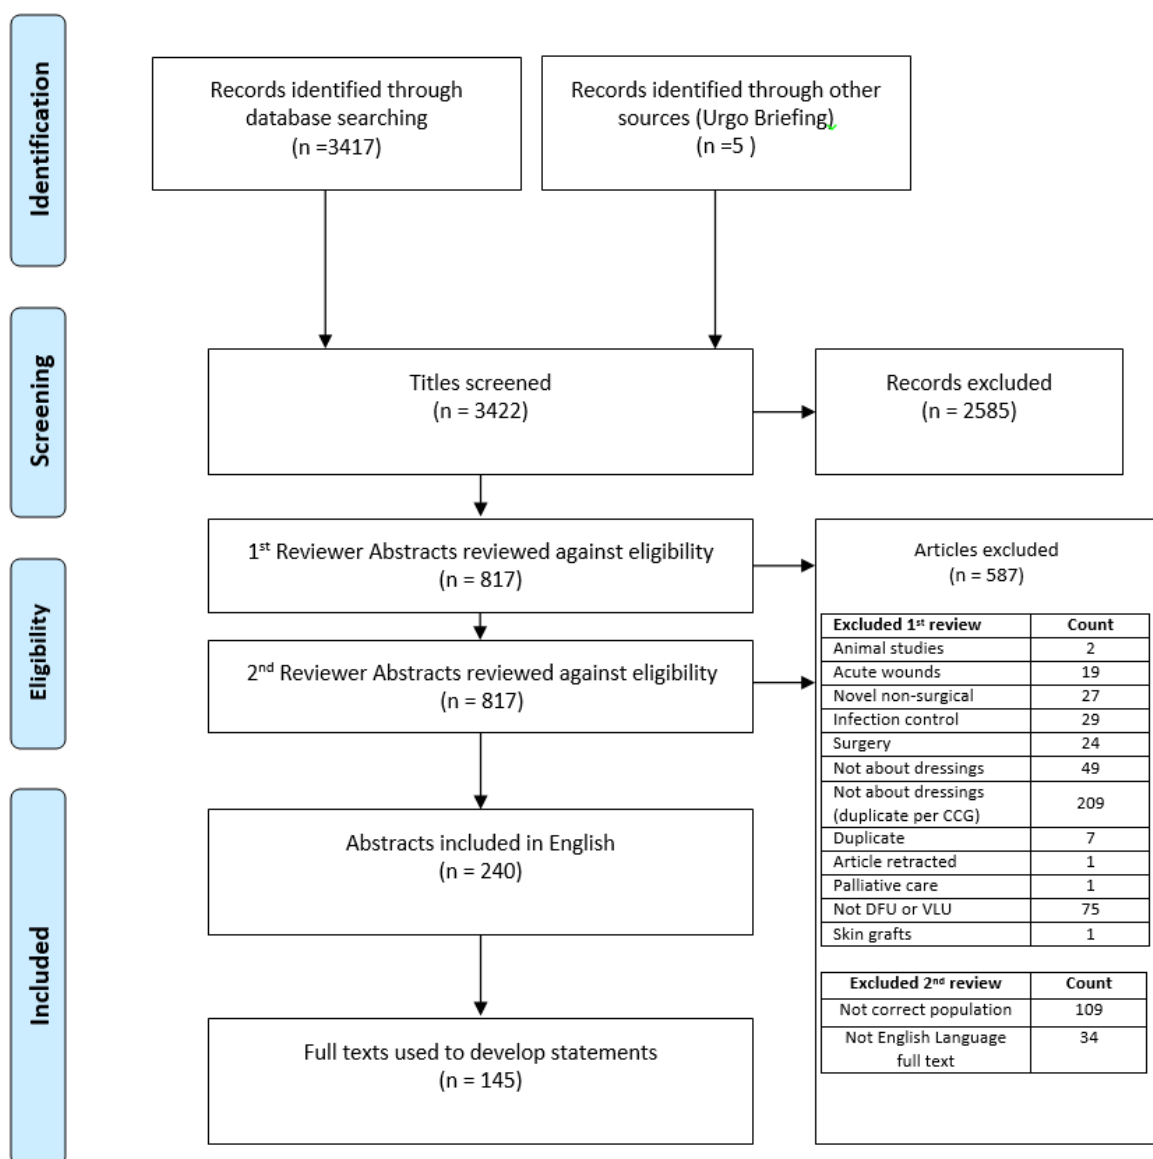 Identification
Records identified through
database searching
(n =3417)
Records identified through other
sources (Urgo Briefing)
(n =5 )
Screening
Titles screened
(n = 3422)
Records excluded
(n = 2585)
Eligibility
1st Reviewer Abstracts reviewed against eligibility
(n = 817)
2nd Reviewer Abstracts reviewed against eligibility
(n = 817)
Articles excluded
(n = 587)
Excluded 1st review Count
Animal studies 2
Acute wounds 19
Novel non-surgical 27
Infection control 29
Surgery 24
Not about dressings 49
Not about dressings
(duplicate per CCG) 209
Duplicate 7
Article retracted 1
Palliative care 1
Not DFU or VLU 75
Skin grafts 1
Excluded 2nd review Count
Not correct population 109
Not English Language 34
full text
Included
Abstracts included in English
(n = 240)
Full texts used to develop statements
(n = 145)